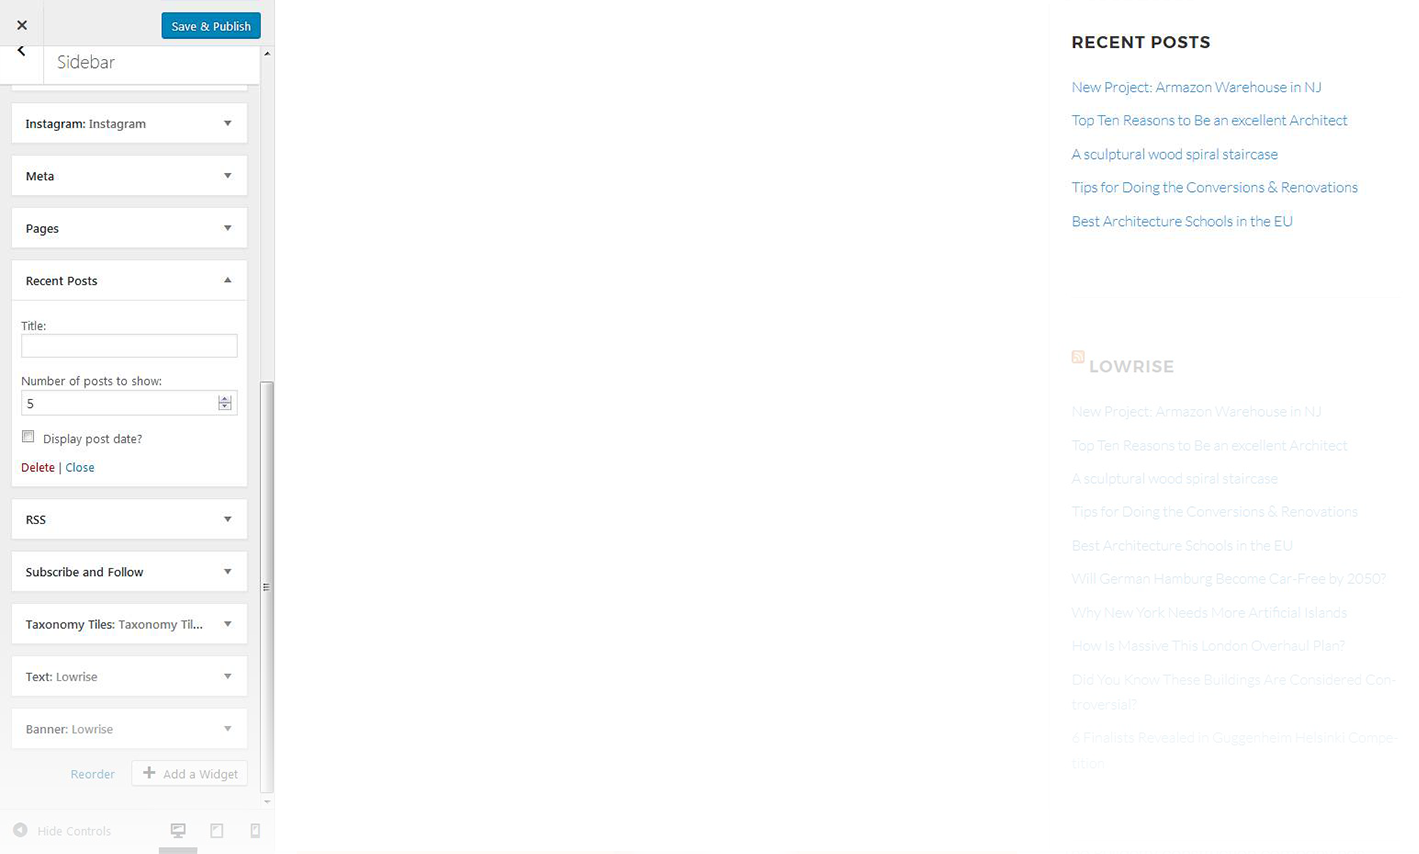 Save & Publish
Sidebar
Instagram: Instagram
Meta
Pages
Recent Posts
Title:
Number of posts to show:
5
Display post date?
Delete | Close
RSS
Subscribe and Follow
Taxonomy Tiles: Taxonomy Til...
Text: Lowrise
Banner: Lowrise
Reorder
Add a Widget
Hide Controls
RECENT POSTS
New Project: Armazon Warehouse in NJ
Top Ten Reasons to Be an excellent Architect
A sculptural wood spiral staircase
Tips for Doing the Conversions & Renovations
Best Architecture Schools in the EU
LOWRISE
New Project: Armazon Warehouse in NJ
Top Ten Reasons to Be an excellent Architect
A sculptural wood spiral staircase
Tips for Doing the Conversions & Renovations
Best Architecture Schools in the EU
Will German Hamburg Become Car-Free by 2050?
Why New York Needs More Artificial Islands
How Is Massive This London Overhaul Plan?
Did You Know These Buildings Are Considered Con-
troversial?
6 Finalists Revealed in Guggenheim Helsinki Compe-
tition